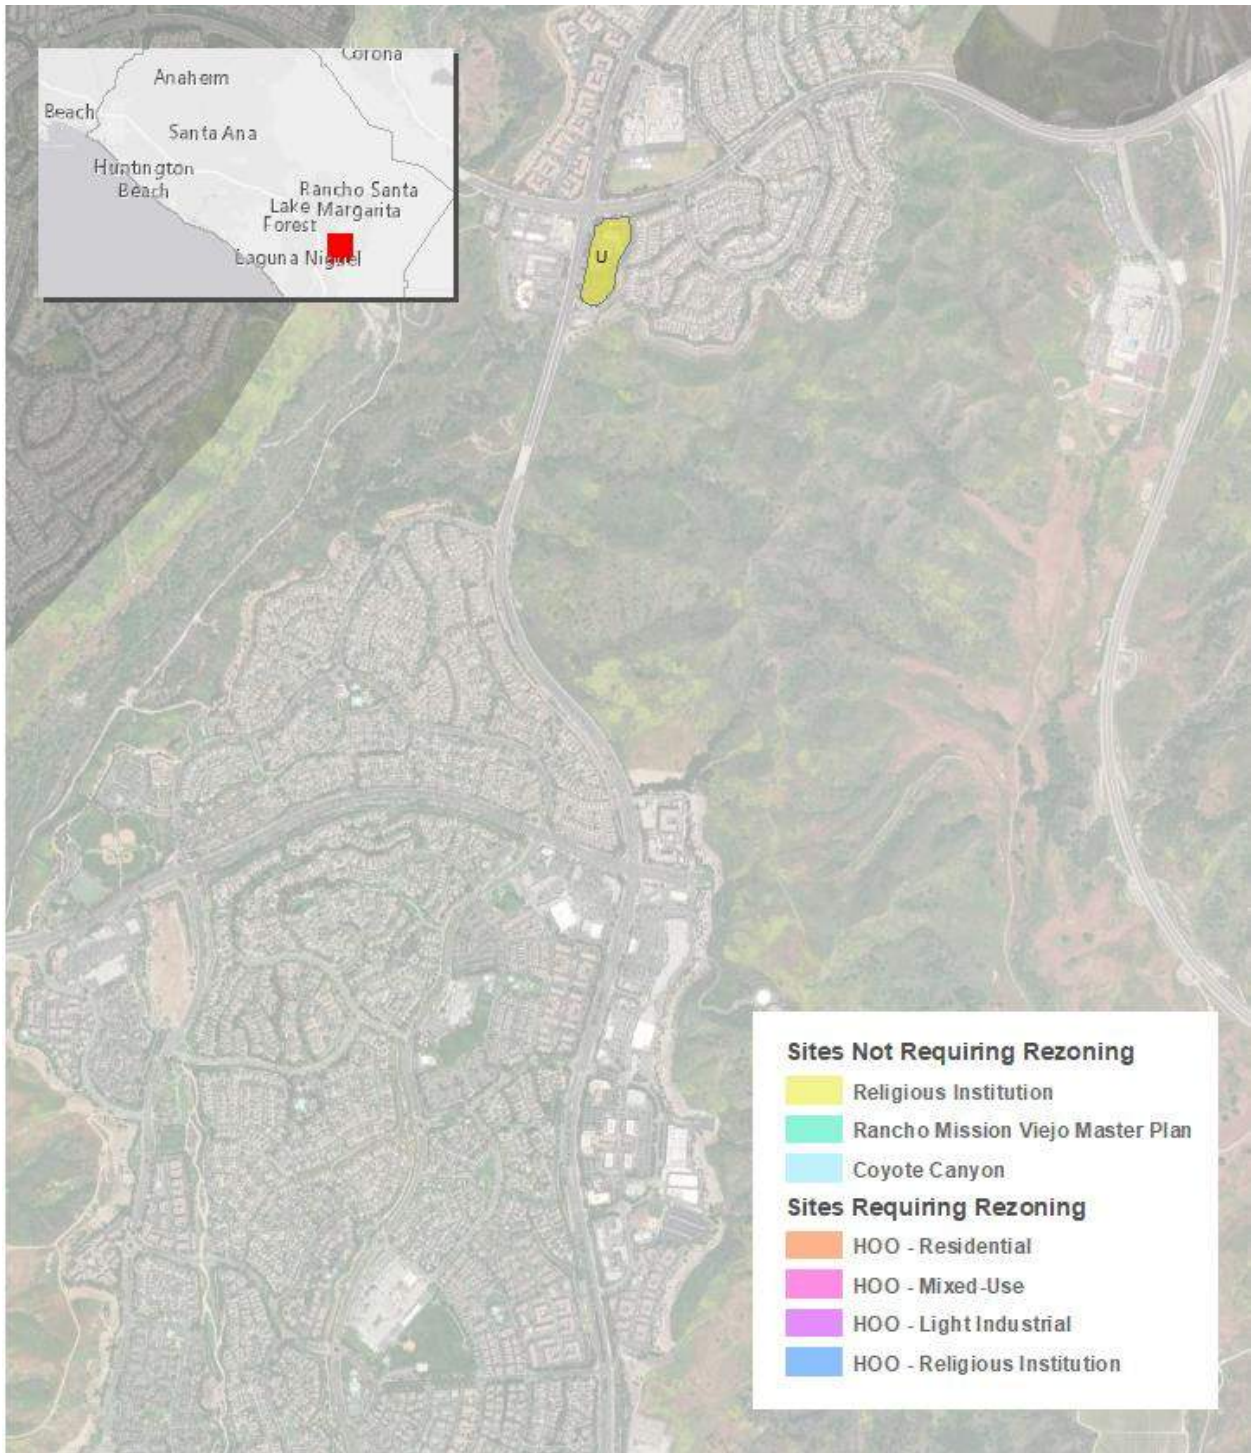 Corona
Anaheim
Beach
Santa Ana
Huntington
Beach
Rancho Santa
Lake Margarita
Forest
Laguna Niguel
U
Sites Not Requiring Rezoning
Religious Institution
Rancho Mission Viejo Master Plan
Coyote Canyon
Sites Requiring Rezoning
HOO - Residential
HOO - Mixed-Use
HOO - Light Industrial
HOO - Religious Institution